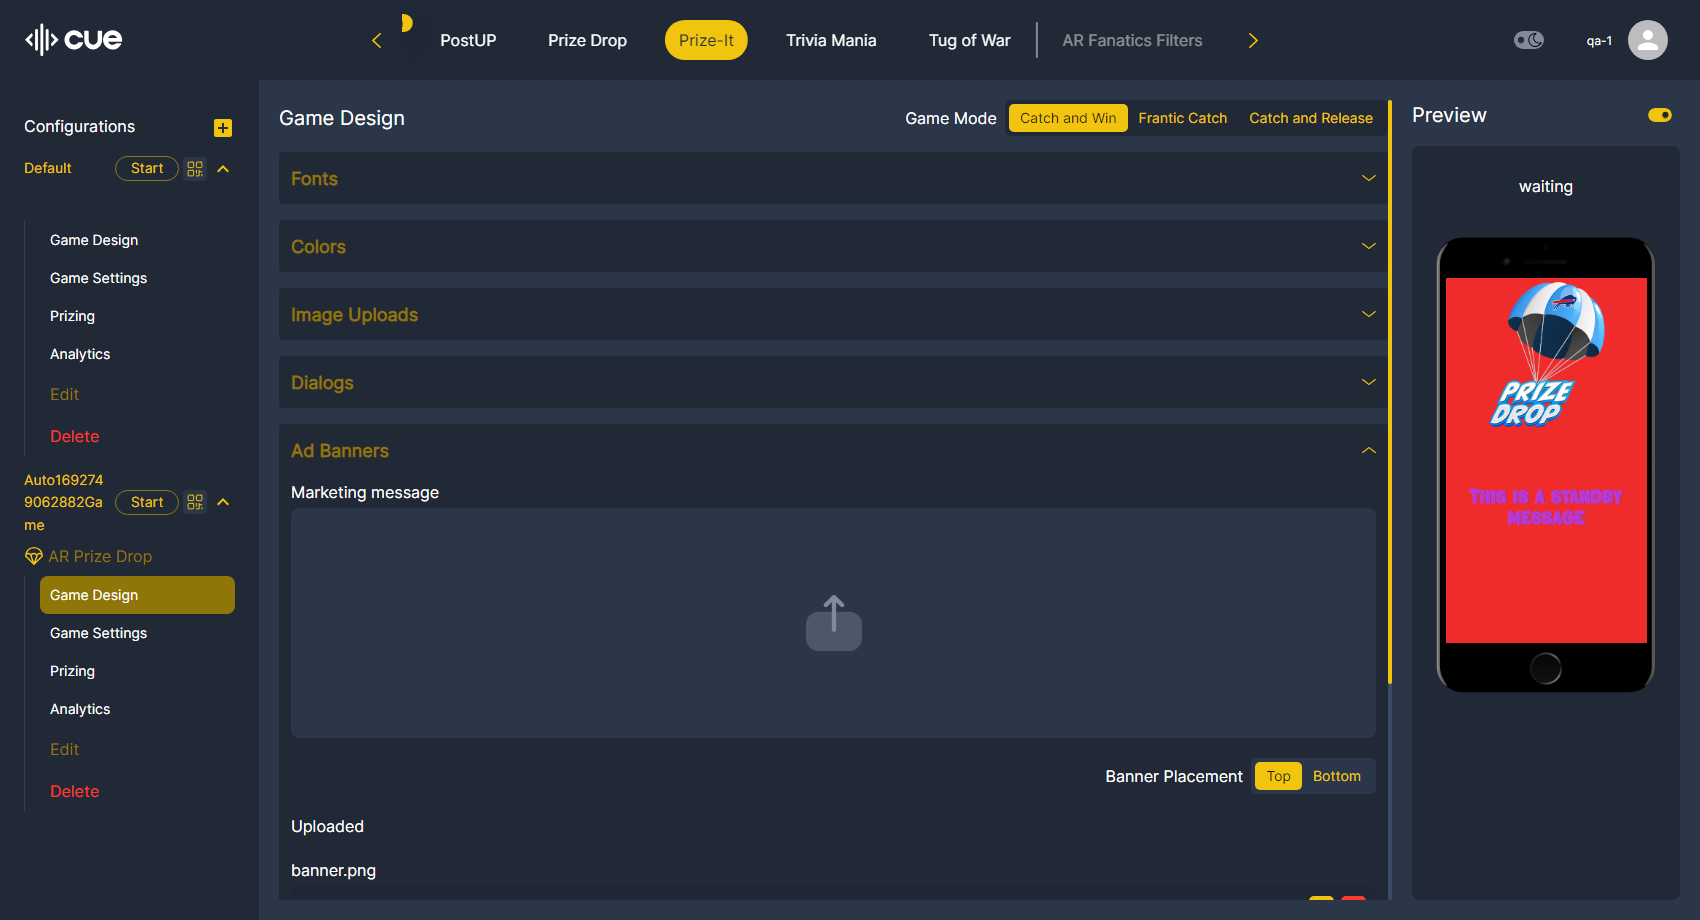 cue
PostUP
Prize Drop
Prize-It
Trivia Mania
Tug of War
AR Fanatics Filters
qa-1
Configurations
Default
Start
Game Design
Game Settings
Prizing
Analytics
Edit
Delete
Auto169274
9062882Ga
me
Start
AR Prize Drop
Game Design
Game Settings
Prizing
Analytics
Edit
Delete
Game Design
Game Mode
Catch and Win
Frantic Catch
Catch and Release
Fonts
Colors
Image Uploads
Dialogs
Ad Banners
Marketing message
Banner Placement
Top
Bottom
Uploaded
banner.png
Preview
waiting
PRIZE
DROP
THIS IS A STANDBY
MESSAGE